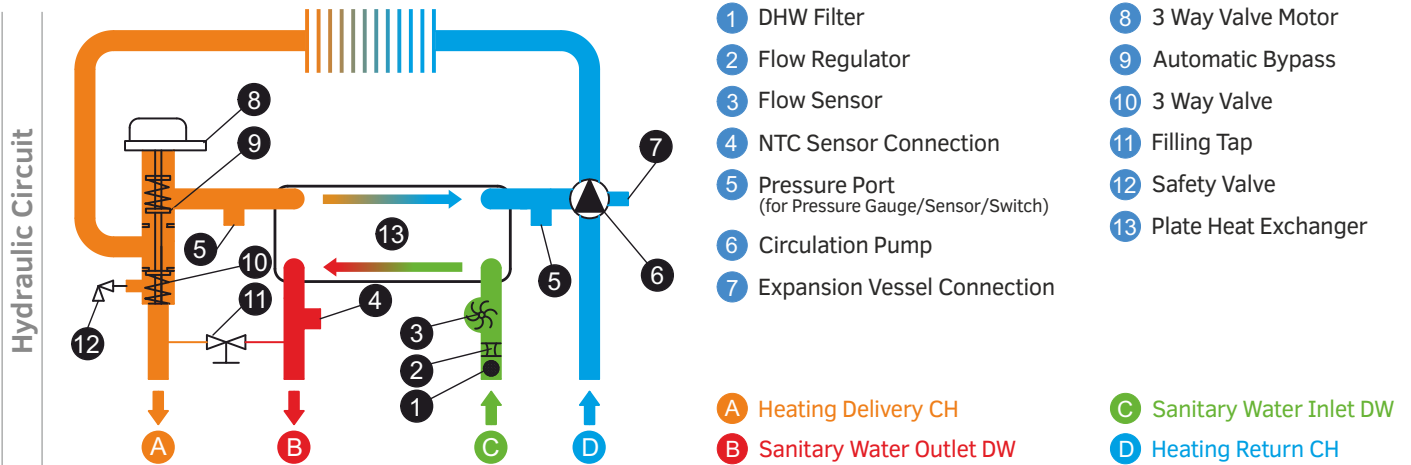 Hydraulic Circuit
8
9
7
5
13
10
5
6
11
4
3
12
2
1
A
B
C
D
1 DHW Filter
2 Flow Regulator
3 Flow Sensor
4 NTC Sensor Connection
5 Pressure Port
(for Pressure Gauge/Sensor/Switch)
6 Circulation Pump
7 Expansion Vessel Connection
8 3 Way Valve Motor
9 Automatic Bypass
10 3 Way Valve
11 Filling Tap
12 Safety Valve
13 Plate Heat Exchanger
A Heating Delivery CH
B Sanitary Water Outlet DW
C Sanitary Water Inlet DW
D Heating Return CH